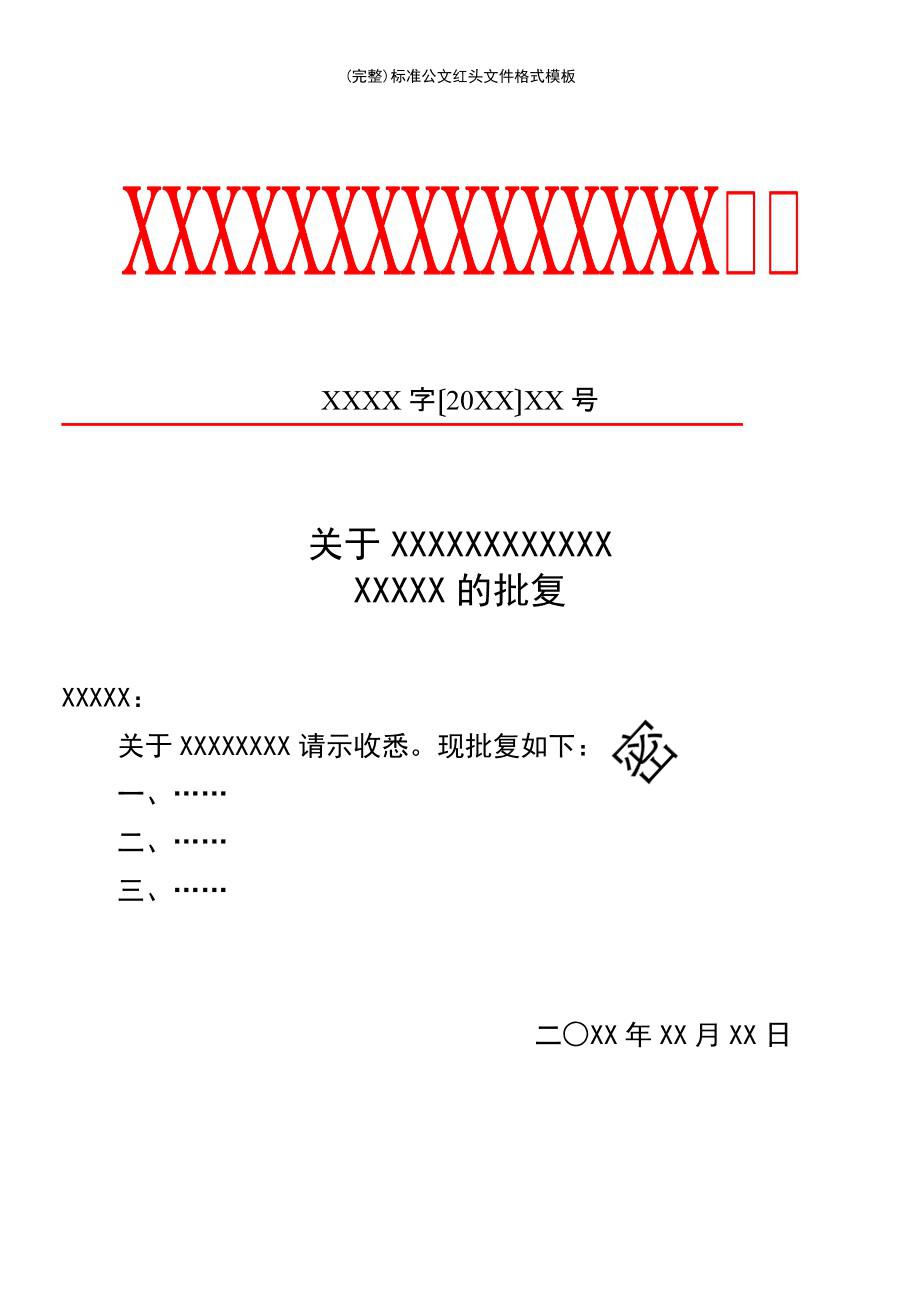 (完整)标准公文红头文件格式模板
XXXXXXXXXXXXXXX□□
XXXX 字[20XX]XX 号
关于 XXXXXXXXXXXX
XXXXX 的批复
XXXXX：
关于 XXXXXXXX 请示收悉。现批复如下：
密
一、……
二、……
三、……
二〇XX 年 XX 月 XX 日